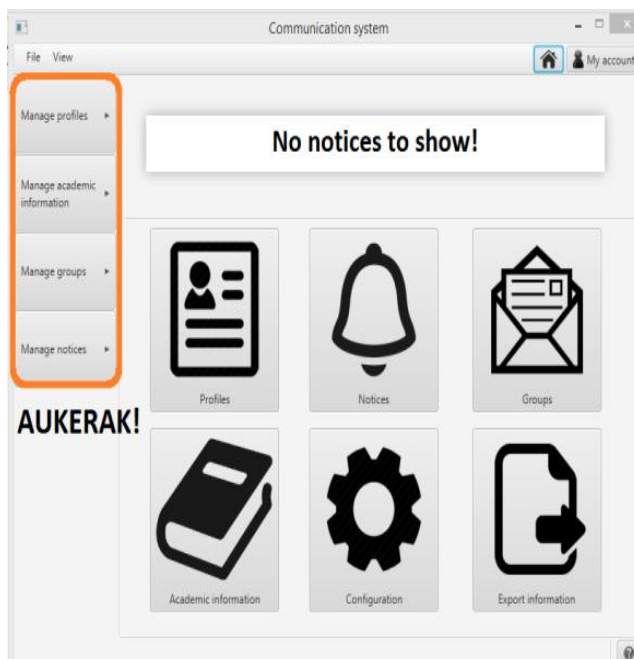 Communication system
File View
My account
Manage profiles
No notices to show!
Manage academic
information
Manage groups
Manage notices
AUKERAK!
Profiles
Notices
Groups
Academic information
Configuration
Export information